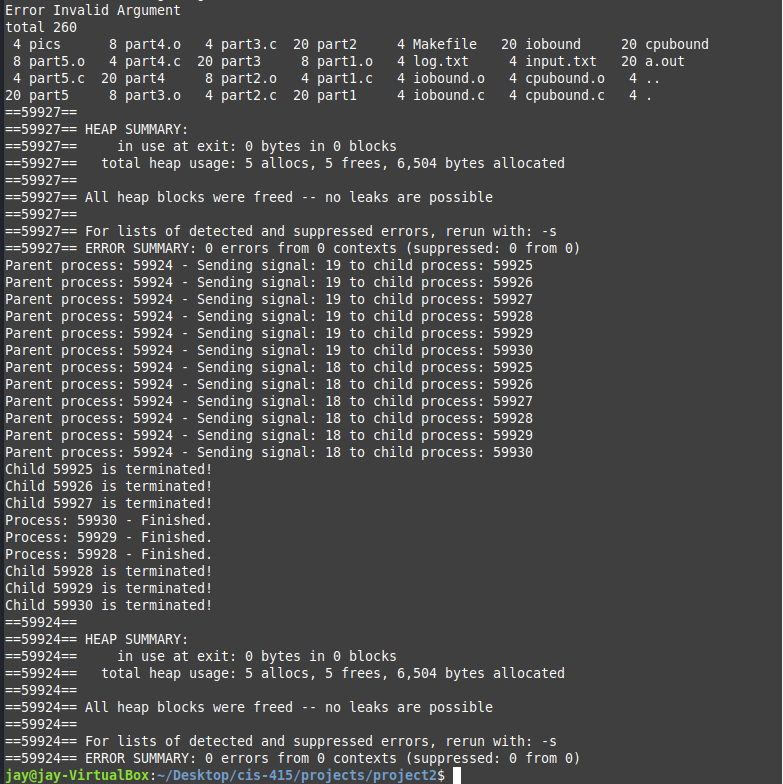 Error Invalid Argument
total 260
 4 pics      8 part4.o   4 part3.c  20 part2     4 Makefile   20 iobound     20 cpubound
 8 part5.o   4 part4.c  20 part3     8 part1.o   4 log.txt     4 input.txt   20 a.out
 4 part5.c  20 part4     8 part2.o   4 part1.c   4 iobound.o   4 cpubound.o   4 ..
20 part5     8 part3.o   4 part2.c  20 part1     4 iobound.c   4 cpubound.c   4 .
==59927==
==59927== HEAP SUMMARY:
==59927==     in use at exit: 0 bytes in 0 blocks
==59927==   total heap usage: 5 allocs, 5 frees, 6,504 bytes allocated
==59927==
==59927== All heap blocks were freed -- no leaks are possible
==59927==
==59927== For lists of detected and suppressed errors, rerun with: -s
==59927== ERROR SUMMARY: 0 errors from 0 contexts (suppressed: 0 from 0)
Parent process: 59924 - Sending signal: 19 to child process: 59925
Parent process: 59924 - Sending signal: 19 to child process: 59926
Parent process: 59924 - Sending signal: 19 to child process: 59927
Parent process: 59924 - Sending signal: 19 to child process: 59928
Parent process: 59924 - Sending signal: 19 to child process: 59929
Parent process: 59924 - Sending signal: 19 to child process: 59930
Parent process: 59924 - Sending signal: 18 to child process: 59925
Parent process: 59924 - Sending signal: 18 to child process: 59926
Parent process: 59924 - Sending signal: 18 to child process: 59927
Parent process: 59924 - Sending signal: 18 to child process: 59928
Parent process: 59924 - Sending signal: 18 to child process: 59929
Parent process: 59924 - Sending signal: 18 to child process: 59930
Child 59925 is terminated!
Child 59926 is terminated!
Child 59927 is terminated!
Process: 59930 - Finished.
Process: 59929 - Finished.
Process: 59928 - Finished.
Child 59928 is terminated!
Child 59929 is terminated!
Child 59930 is terminated!
==59924==
==59924== HEAP SUMMARY:
==59924==     in use at exit: 0 bytes in 0 blocks
==59924==   total heap usage: 5 allocs, 5 frees, 6,504 bytes allocated
==59924==
==59924== All heap blocks were freed -- no leaks are possible
==59924==
==59924== For lists of detected and suppressed errors, rerun with: -s
==59924== ERROR SUMMARY: 0 errors from 0 contexts (suppressed: 0 from 0)
jay@jay-VirtualBox:~/Desktop/cis-415/projects/project2$